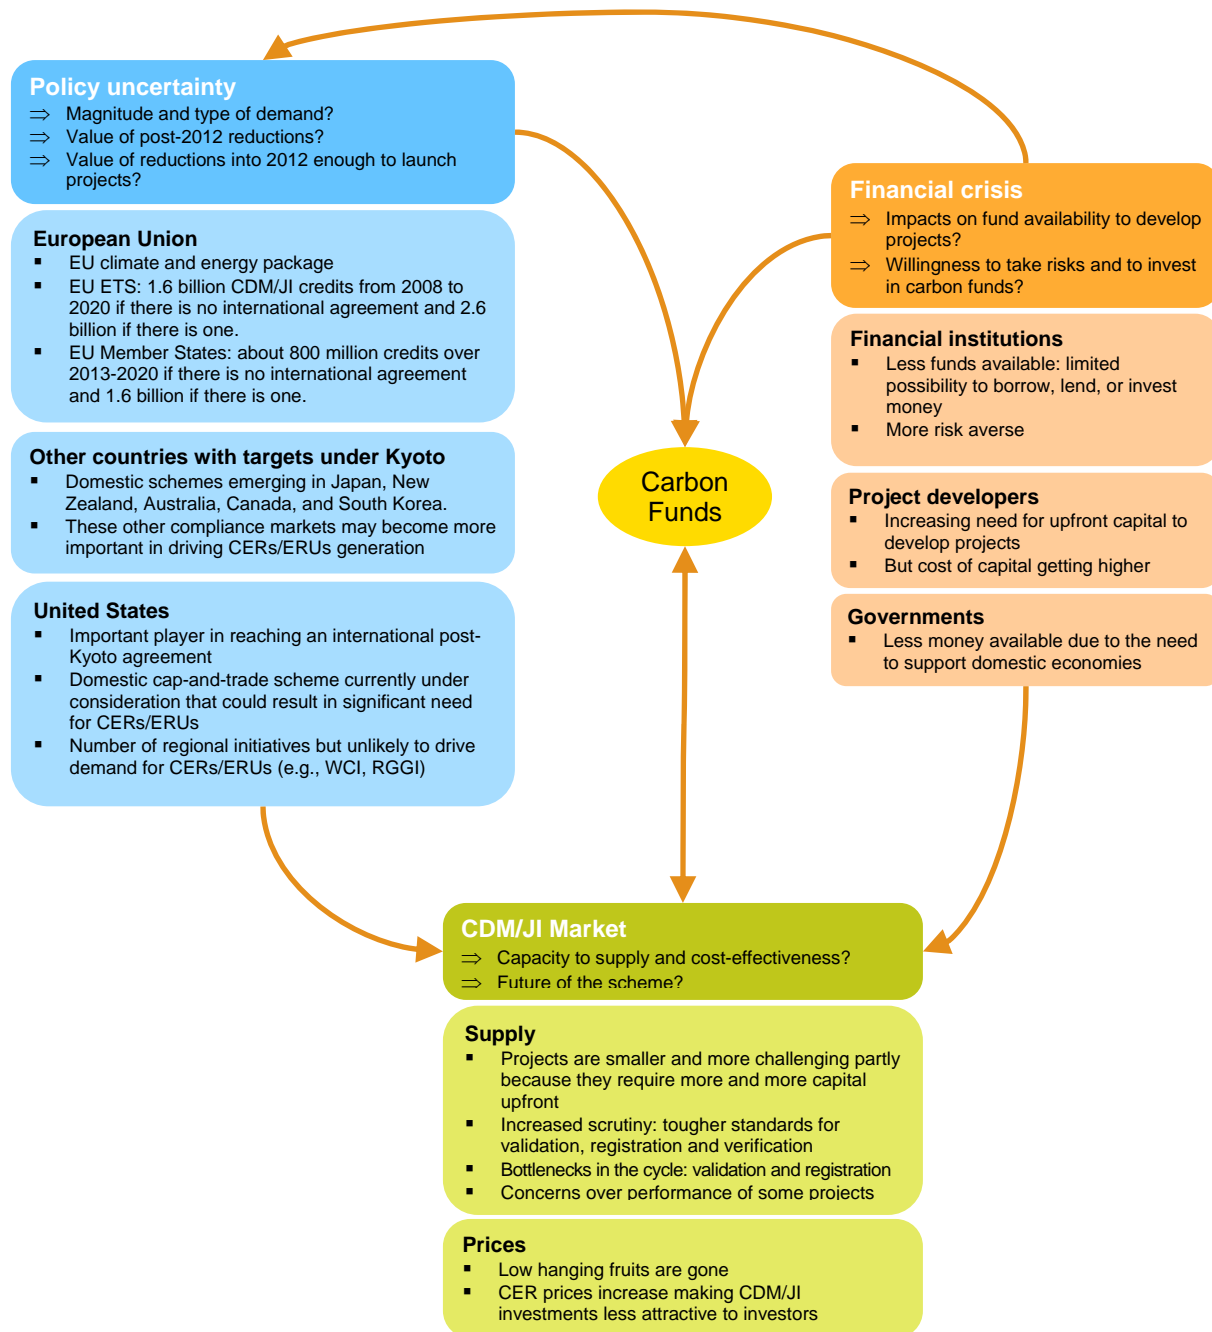 Policy uncertainty
⇒ Magnitude and type of demand?
⇒ Value of post-2012 reductions?
⇒ Value of reductions into 2012 enough to launch
projects?
European Union
▪ EU climate and energy package
▪ EU ETS: 1.6 billion CDM/JI credits from 2008 to
2020 if there is no international agreement and 2.6
billion if there is one.
▪ EU Member States: about 800 million credits over
2013-2020 if there is no international agreement
and 1.6 billion if there is one.
Other countries with targets under Kyoto
▪ Domestic schemes emerging in Japan, New
Zealand, Australia, Canada, and South Korea.
▪ These other compliance markets may become more
important in driving CERs/ERUs generation
United States
▪ Important player in reaching an international post-
Kyoto agreement
▪ Domestic cap-and-trade scheme currently under
consideration that could result in significant need
for CERs/ERUs
▪ Number of regional initiatives but unlikely to drive
demand for CERs/ERUs (e.g., WCI, RGGI)
Carbon
Funds
Financial crisis
⇒ Impacts on fund availability to develop
projects?
⇒ Willingness to take risks and to invest
in carbon funds?
Financial institutions
▪ Less funds available: limited
possibility to borrow, lend, or invest
money
▪ More risk averse
Project developers
▪ Increasing need for upfront capital to
develop projects
▪ But cost of capital getting higher
Governments
▪ Less money available due to the need
to support domestic economies
CDM/JI Market
⇒ Capacity to supply and cost-effectiveness?
⇒ Future of the scheme?
Supply
▪ Projects are smaller and more challenging partly
because they require more and more capital
upfront
▪ Increased scrutiny: tougher standards for
validation, registration and verification
▪ Bottlenecks in the cycle: validation and registration
▪ Concerns over performance of some projects
Prices
▪ Low hanging fruits are gone
▪ CER prices increase making CDM/JI
investments less attractive to investors